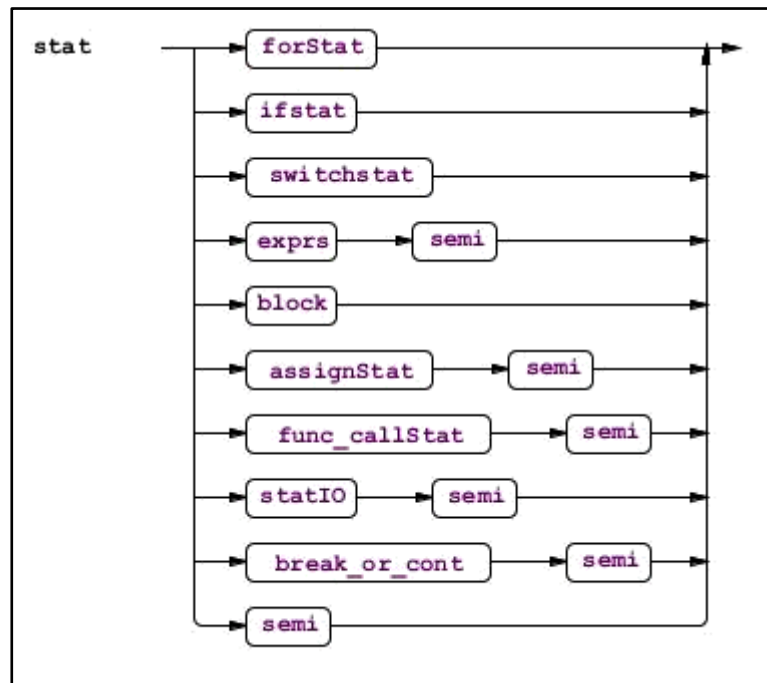 stat forStat
ifstat
switchstat
exprs semi
block
assignStat semi
func_callStat semi
statIO semi
break_or_cont semi
semi